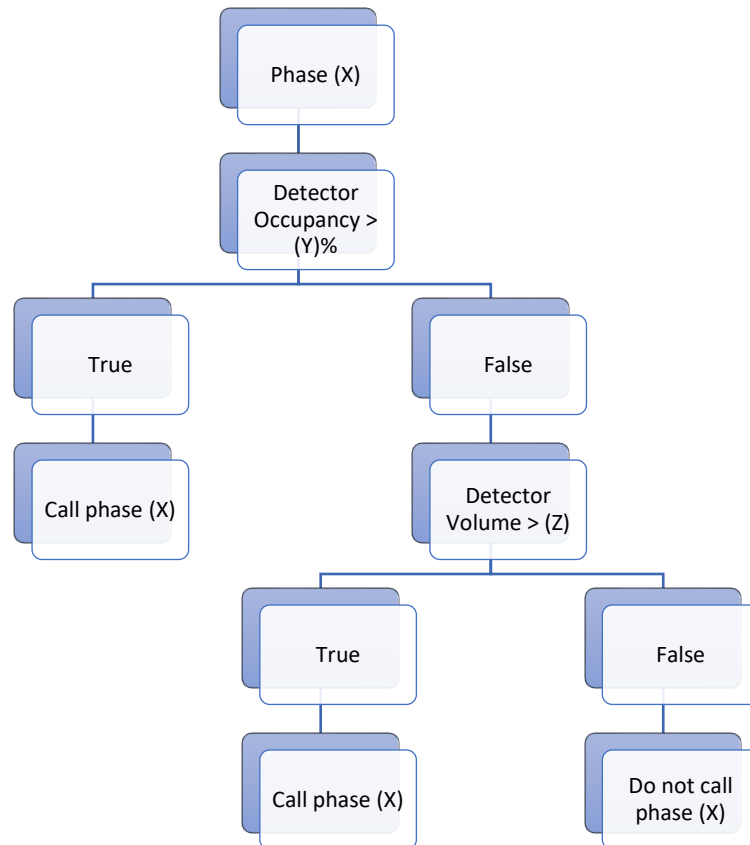 Phase (X)
Detector
Occupancy >
(Y)%
True
False
Call phase (X)
Detector
Volume > (Z)
True
False
Call phase (X)
Do not call
phase (X)